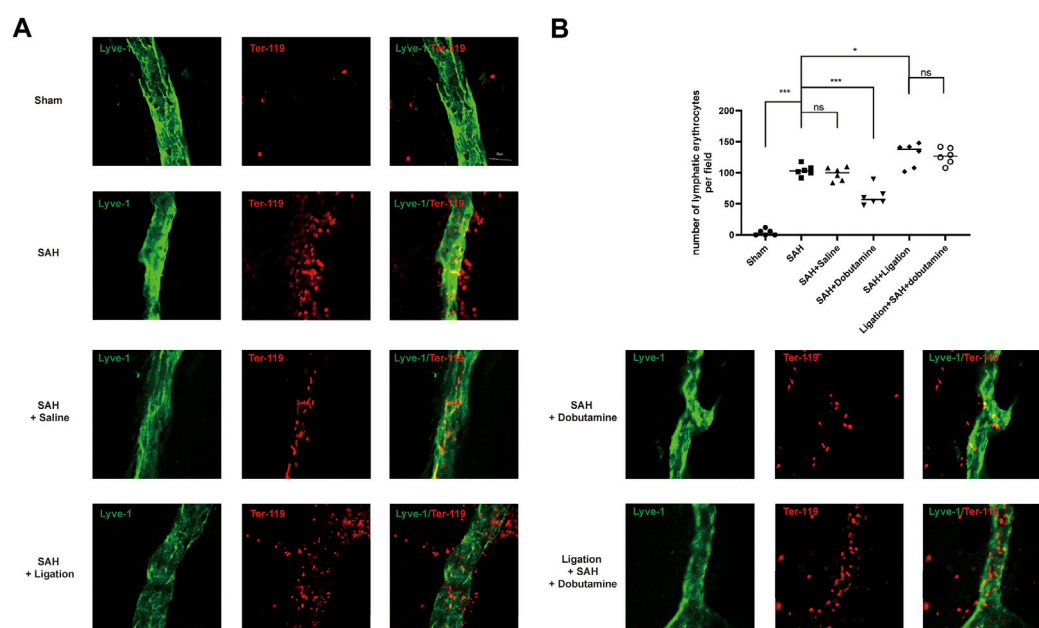 A
Lyve-1
Ter-119
Lyve-1/Ter-119
Sham
Lyve-1
Ter-119
Lyve-1/Ter-119
SAH
Lyve-1
Ter-119
Lyve-1/Ter-119
SAH
+ Saline
Lyve-1
Ter-119
Lyve-1/Ter-119
SAH
+ Ligation
B
*
ns
***
***
ns
number of lymphatic erythrocytes
per field
200
150
100
50
0
Sham
SAH
SAH+Saline
SAH+Dobutamine
SAH+Ligation
Ligation+SAH+dobutamine
Lyve-1
Ter-119
Lyve-1/Ter-119
SAH
+ Dobutamine
Lyve-1
Ter-119
Lyve-1/Ter-119
Ligation
+ SAH
+ Dobutamine